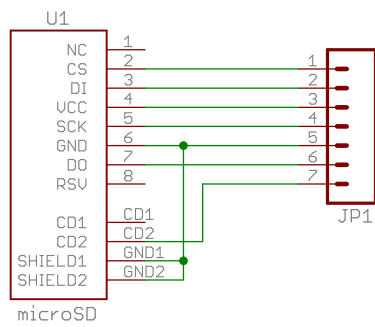 U1
NC 1
CS 2 1
DI 3 2
VCC 4 3
SCK 5 4
GND 6 5
DO 7 6
RSV 8 7
JP1
CD1 CD1
CD2 CD2
SHIELD1 GND1
SHIELD2 GND2
microSD